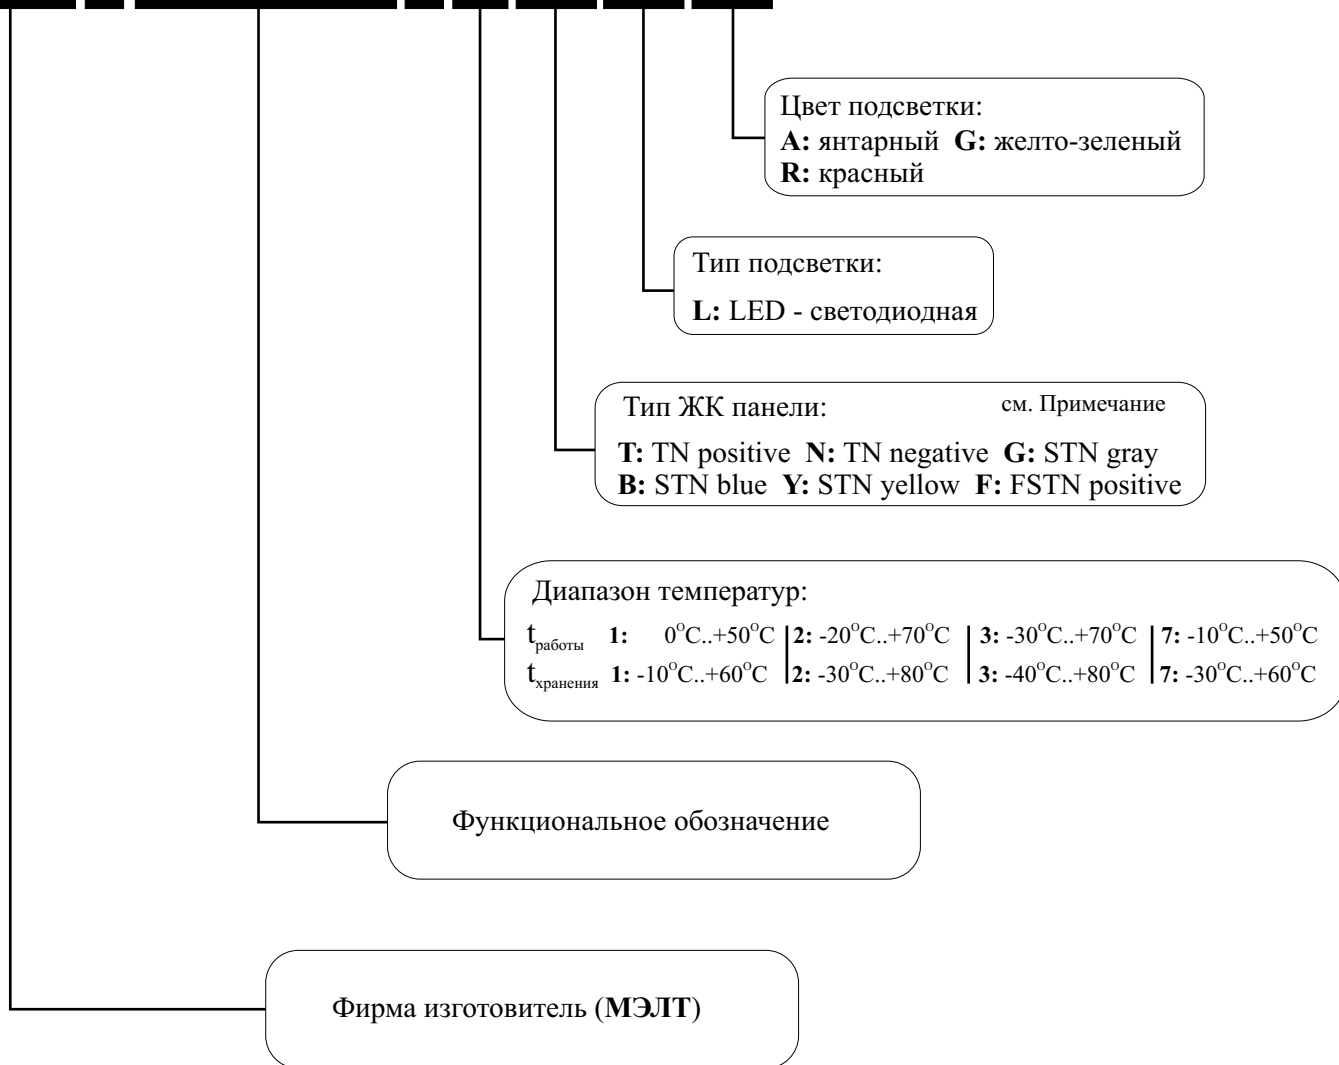 Цвет подсветки:
A: янтарный G: желто-зеленый
R: красный
Тип подсветки:
L: LED - светодиодная
Тип ЖК панели: см. Примечание
T: TN positive N: TN negative G: STN gray
B: STN blue Y: STN yellow F: FSTN positive
Диапазон температур:
tработы 1: 0°C..+50°C 2: -20°C..+70°C 3: -30°C..+70°C 7: -10°C..+50°C
tхранения 1: -10°C..+60°C 2: -30°C..+80°C 3: -40°C..+80°C 7: -30°C..+60°C
Функциональное обозначение
Фирма изготовитель (МЭЛТ)